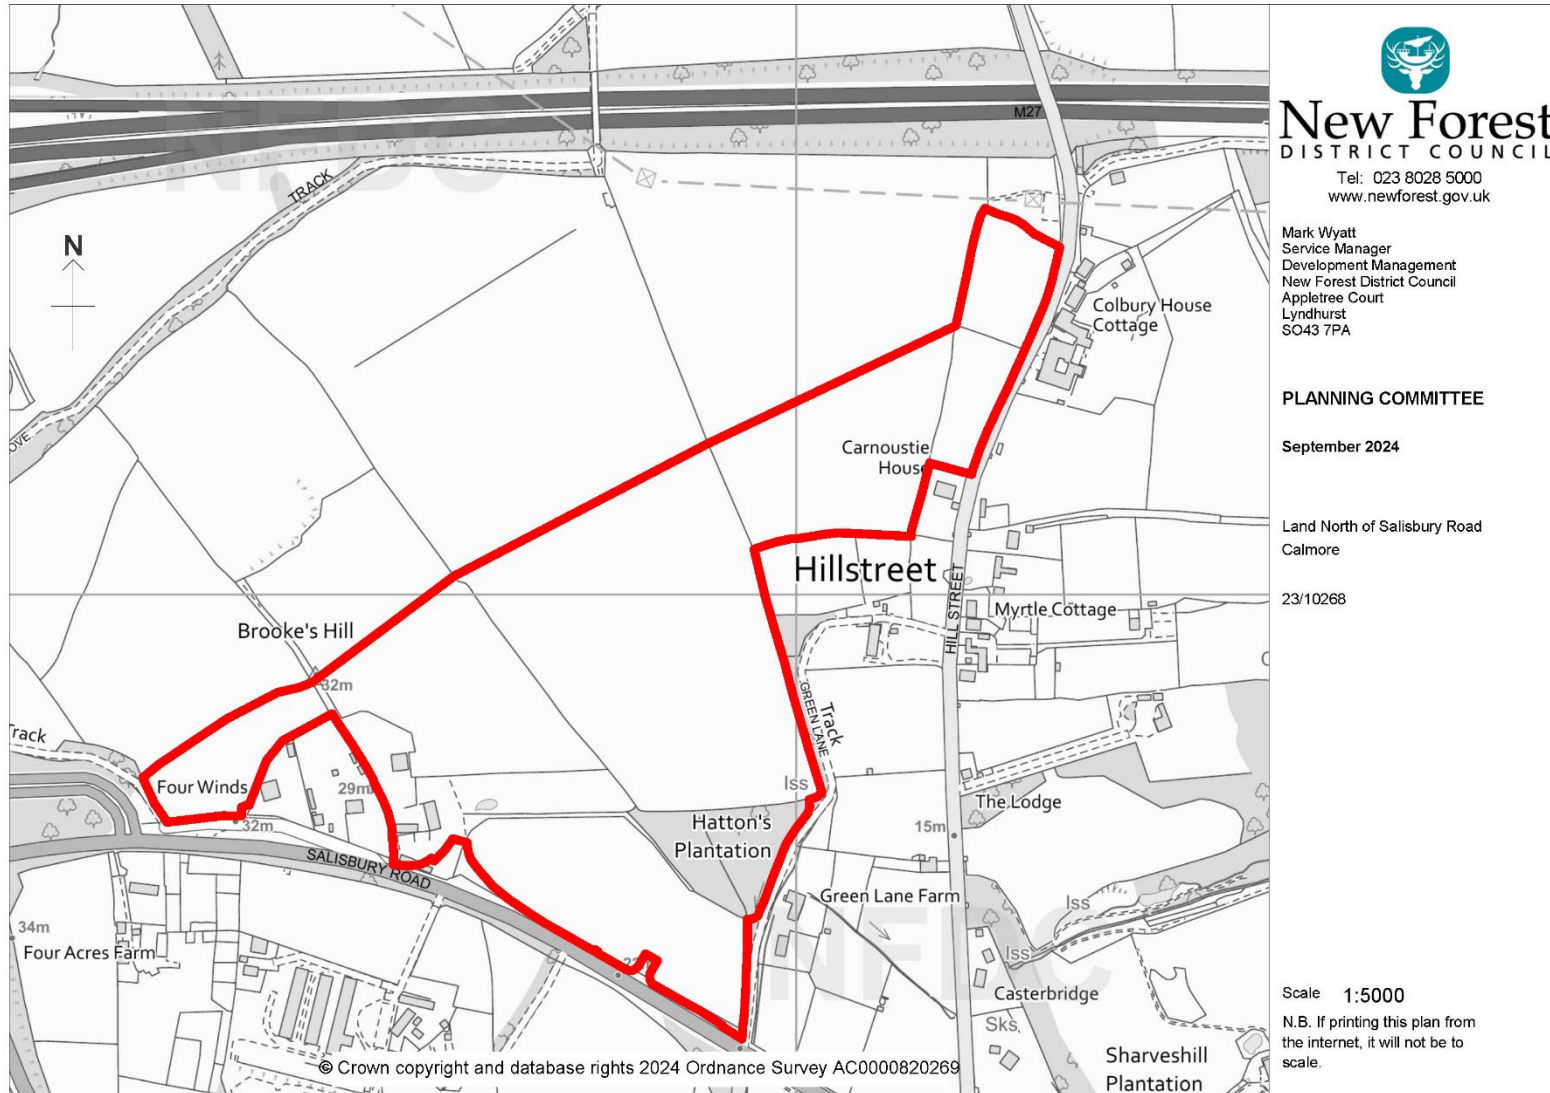 M27
TRACK
N
Colbury House
Cottage
Carnoustie
House
Hillstreet
HILL STREET
Myrtle Cottage
Brooke's Hill
32m
Track
GREEN LANE
Iss
Four Winds
29m
32m
The Lodge
Hatton's
Plantation
15m
SALISBURY ROAD
Green Lane Farm
Iss
Iss
34m
Four Acres Farm
Casterbridge
Sks
Sharveshill
Plantation
NFDC
NFDC
© Crown copyright and database rights 2024 Ordnance Survey AC0000820269
New Forest
DISTRICT COUNCIL
Tel: 023 8028 5000
www.newforest.gov.uk
Mark Wyatt
Service Manager
Development Management
New Forest District Council
Appletree Court
Lyndhurst
SO43 7PA
PLANNING COMMITTEE
September 2024
Land North of Salisbury Road
Calmore
23/10268
Scale 1:5000
N.B. If printing this plan from
the internet, it will not be to
scale.